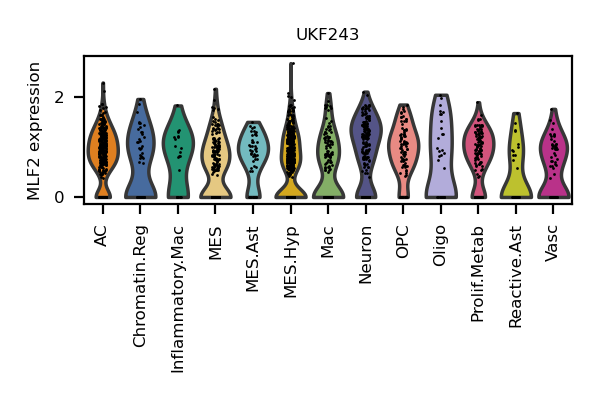 UKF243
MLF2 expression
2
0
AC
Chromatin.Reg
Inflammatory.Mac
MES
MES.Ast
MES.Hyp
Mac
Neuron
OPC
Oligo
Prolif.Metab
Reactive.Ast
Vasc